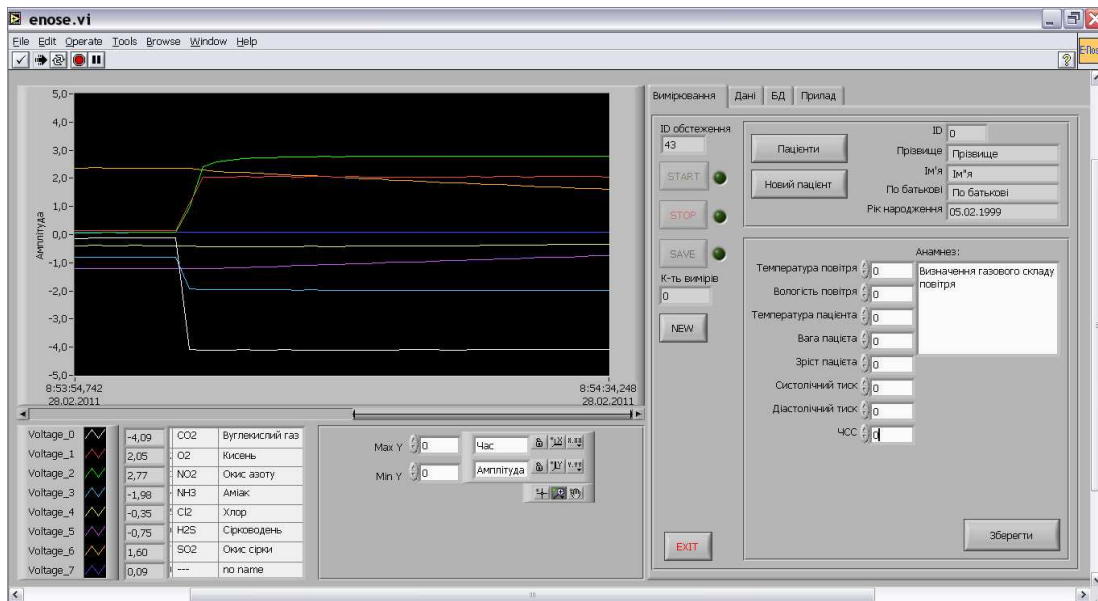 enose.vi
File Edit Operate Tools Browse Window Help
Вимірювання Дані БД Прилад
5,0
4,0
3,0
2,0
1,0
0,0
-1,0
-2,0
-3,0
-4,0
-5,0
Амплітуда
8:53:54,742
28.02.2011
8:54:34,248
28.02.2011
ID обстеження
43
START
STOP
SAVE
К-ть вимірів
0
NEW
EXIT
Пацієнти
Новий пацієнт
ID 0
Прізвище Прізвище
Ім'я Ім"я
По батькові По батькові
Рік народження 05.02.1999
Температура повітря 0
Вологість повітря 0
Температура пацієнта 0
Вага пацієта 0
Зріст пацієта 0
Систолічний тиск 0
Діастолічний тиск 0
ЧСС 0
Анамнез:
Визначення газового складу
повітря
Зберегти
Voltage_0 -4,09 CO2 Вуглекислий газ
Voltage_1 2,05 O2 Кисень
Voltage_2 2,77 NO2 Окис азоту
Voltage_3 -1,98 NH3 Аміак
Voltage_4 -0,35 Cl2 Хлор
Voltage_5 -0,75 H2S Сірководень
Voltage_6 1,60 SO2 Окис сірки
Voltage_7 0,09 --- no name
Max Y 0
Min Y 0
Час
Амплітуда